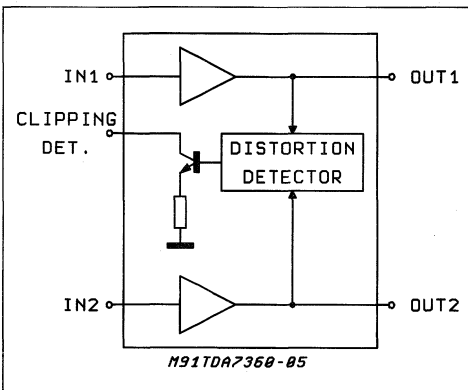 IN1
OUT1
CLIPPING
DET.
DISTORTION
DETECTOR
IN2
OUT2
M91TDA7360-05